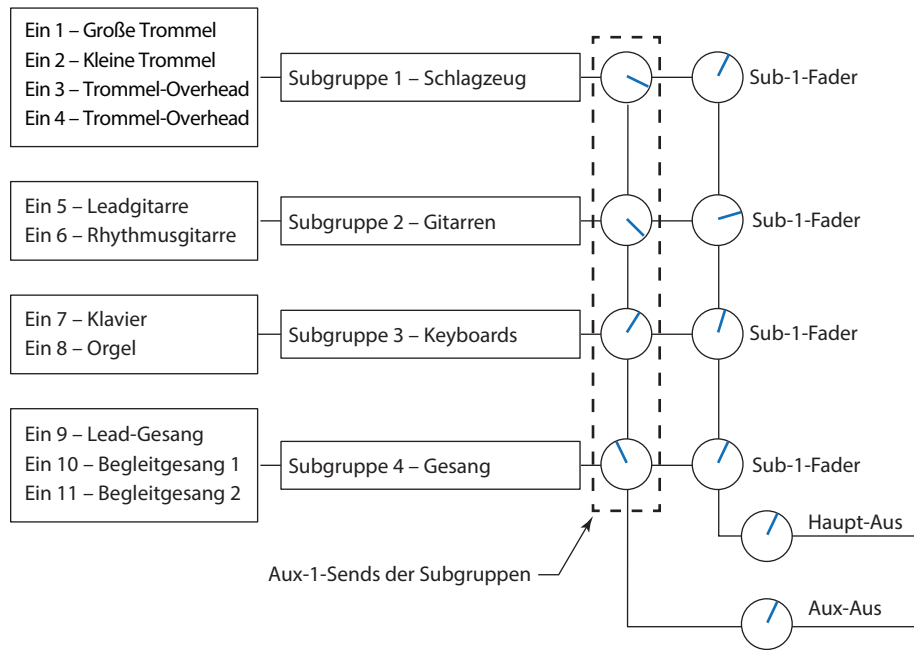 Ein 1 – Große Trommel
Ein 2 – Kleine Trommel
Ein 3 – Trommel-Overhead
Ein 4 – Trommel-Overhead
Subgruppe 1 – Schlagzeug
Sub-1-Fader
Ein 5 – Leadgitarre
Ein 6 – Rhythmusgitarre
Subgruppe 2 – Gitarren
Sub-1-Fader
Ein 7 – Klavier
Ein 8 – Orgel
Subgruppe 3 – Keyboards
Sub-1-Fader
Ein 9 – Lead-Gesang
Ein 10 – Begleitgesang 1
Ein 11 – Begleitgesang 2
Subgruppe 4 – Gesang
Sub-1-Fader
Haupt-Aus
Aux-1-Sends der Subgruppen
Aux-Aus